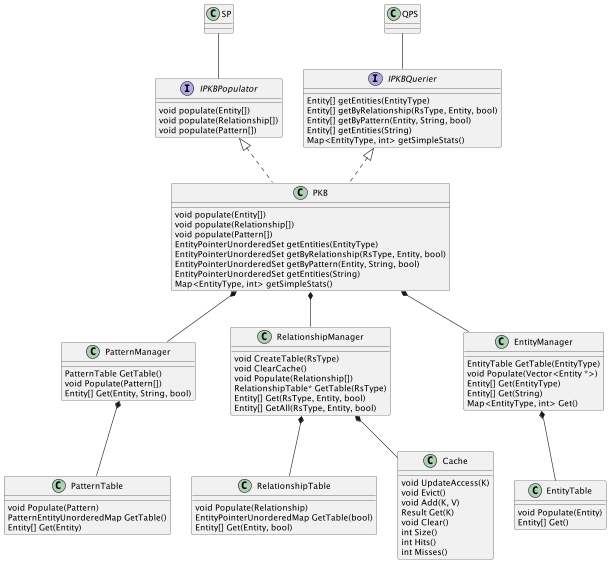 C SP
C QPS
I IPKBPopulator
void populate(Entity[])
void populate(Relationship[])
void populate(Pattern[])
I IPKBQuerier
Entity[] getEntities(EntityType)
Entity[] getByRelationship(RsType, Entity, bool)
Entity[] getByPattern(Entity, String, bool)
Entity[] getEntities(String)
Map<EntityType, int> getSimpleStats()
C PKB
void populate(Entity[])
void populate(Relationship[])
void populate(Pattern[])
EntityPointerUnorderedSet getEntities(EntityType)
EntityPointerUnorderedSet getByRelationship(RsType, Entity, bool)
EntityPointerUnorderedSet getByPattern(Entity, String, bool)
EntityPointerUnorderedSet getEntities(String)
Map<EntityType, int> getSimpleStats()
C PatternManager
PatternTable GetTable()
void Populate(Pattern[])
Entity[] Get(Entity, String, bool)
C RelationshipManager
void CreateTable(RsType)
void ClearCache()
void Populate(Relationship[])
RelationshipTable* GetTable(RsType)
Entity[] Get(RsType, Entity, bool)
Entity[] GetAll(RsType, Entity, bool)
C EntityManager
EntityTable GetTable(EntityType)
void Populate(Vector<Entity *>)
Entity[] Get(EntityType)
Entity[] Get(String)
Map<EntityType, int> Get()
C PatternTable
void Populate(Pattern)
PatternEntityUnorderedMap GetTable()
Entity[] Get(Entity)
C RelationshipTable
void Populate(Relationship)
EntityPointerUnorderedMap GetTable(bool)
Entity[] Get(Entity, bool)
C Cache
void UpdateAccess(K)
void Evict()
void Add(K, V)
Result Get(K)
void Clear()
int Size()
int Hits()
int Misses()
C EntityTable
void Populate(Entity)
Entity[] Get()